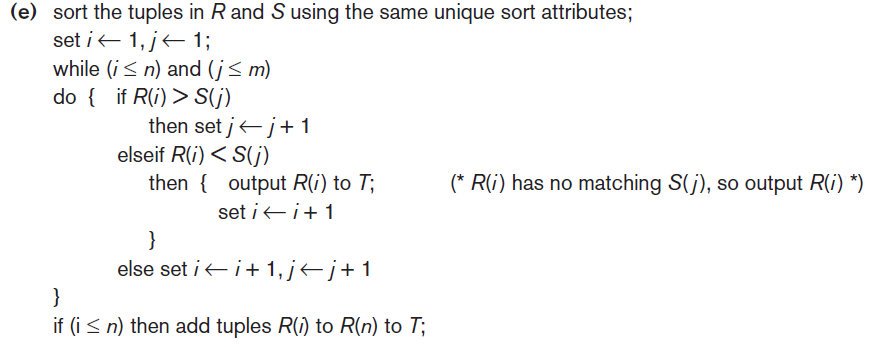 (e) sort the tuples in R and S using the same unique sort attributes;
set i ← 1, j ← 1;
while (i ≤ n) and (j ≤ m)
do { if R(i) > S(j)
then set j ← j + 1
elseif R(i) < S(j)
then { output R(i) to T; (* R(i) has no matching S(j), so output R(i) *)
set i ← i + 1
}
else set i ← i + 1, j ← j + 1
}
if (i ≤ n) then add tuples R(i) to R(n) to T;